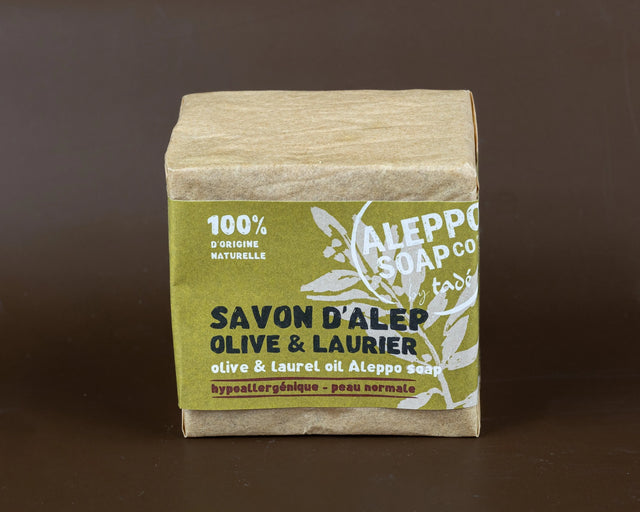 100%
D'ORIGINE
NATURELLE
ALEPPO
SOAP CO
by tadé
SAVON D'ALEP
OLIVE & LAURIER
olive & laurel oil Aleppo soap
hypoallergénique - peau normale